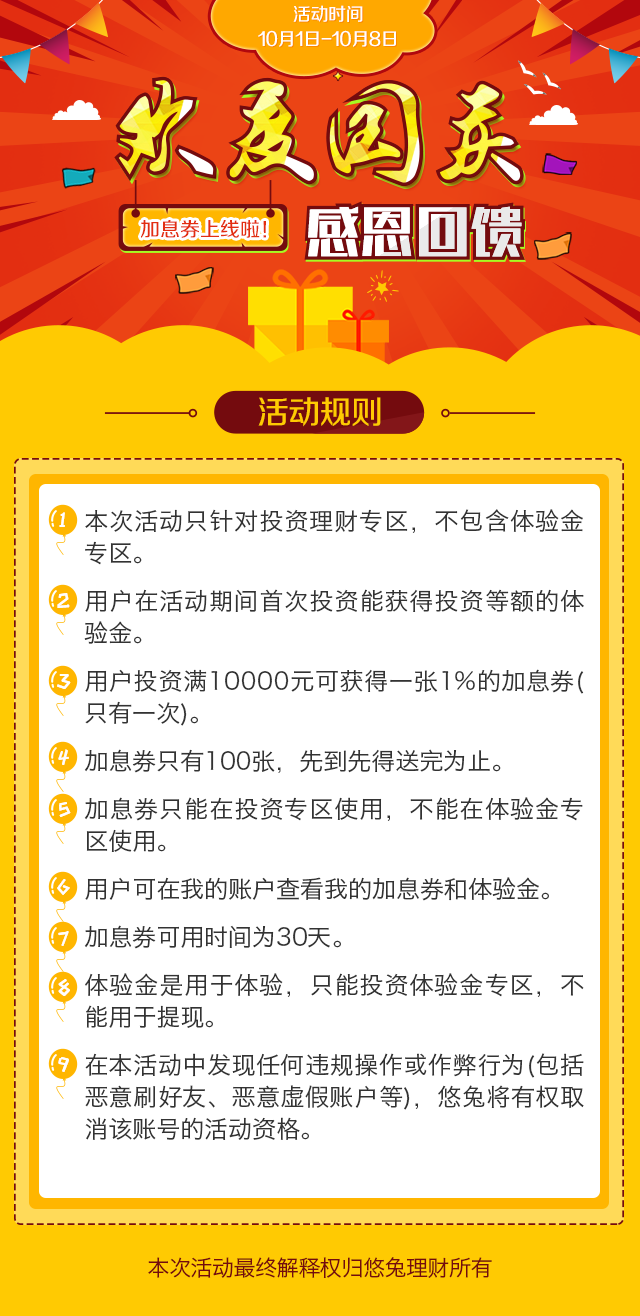 活动时间
10月1日-10月8日
欢度国庆
加息券上线啦!
感恩回馈
活动规则
1 本次活动只针对投资理财专区，不包含体验金
专区。
2 用户在活动期间首次投资能获得投资等额的体
验金。
3 用户投资满10000元可获得一张1%的加息券(
只有一次)。
4 加息券只有100张，先到先得送完为止。
5 加息券只能在投资专区使用，不能在体验金专
区使用。
6 用户可在我的账户查看我的加息券和体验金。
7 加息券可用时间为30天。
8 体验金是用于体验，只能投资体验金专区，不
能用于提现。
9 在本活动中发现任何违规操作或作弊行为(包括
恶意刷好友、恶意虚假账户等)，悠兔将有权取
消该账号的活动资格。
本次活动最终解释权归悠兔理财所有